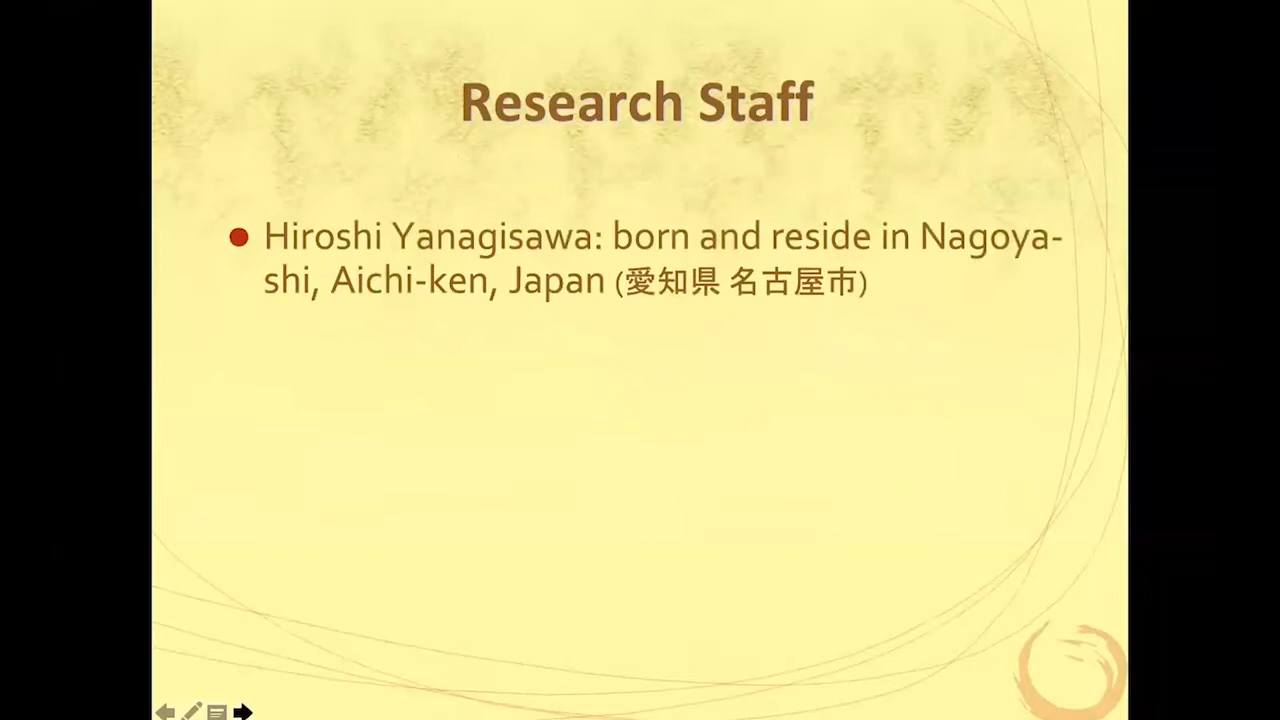 Research Staff
Hiroshi Yanagisawa: born and reside in Nagoya-
shi, Aichi-ken, Japan (愛知県 名古屋市)